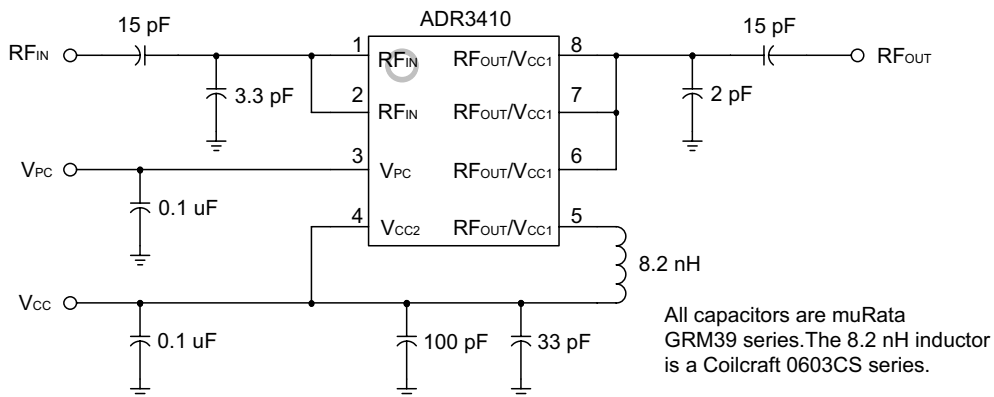 ADR3410
15 pF
15 pF
RFIN
1
RFIN
RFOUT/VCC1
8
RFOUT
3.3 pF
2
RFIN
RFOUT/VCC1
7
2 pF
VPC
3
VPC
RFOUT/VCC1
6
0.1 uF
4
VCC2
RFOUT/VCC1
5
8.2 nH
VCC
0.1 uF
100 pF
33 pF
All capacitors are muRata
GRM39 series.The 8.2 nH inductor
is a Coilcraft 0603CS series.